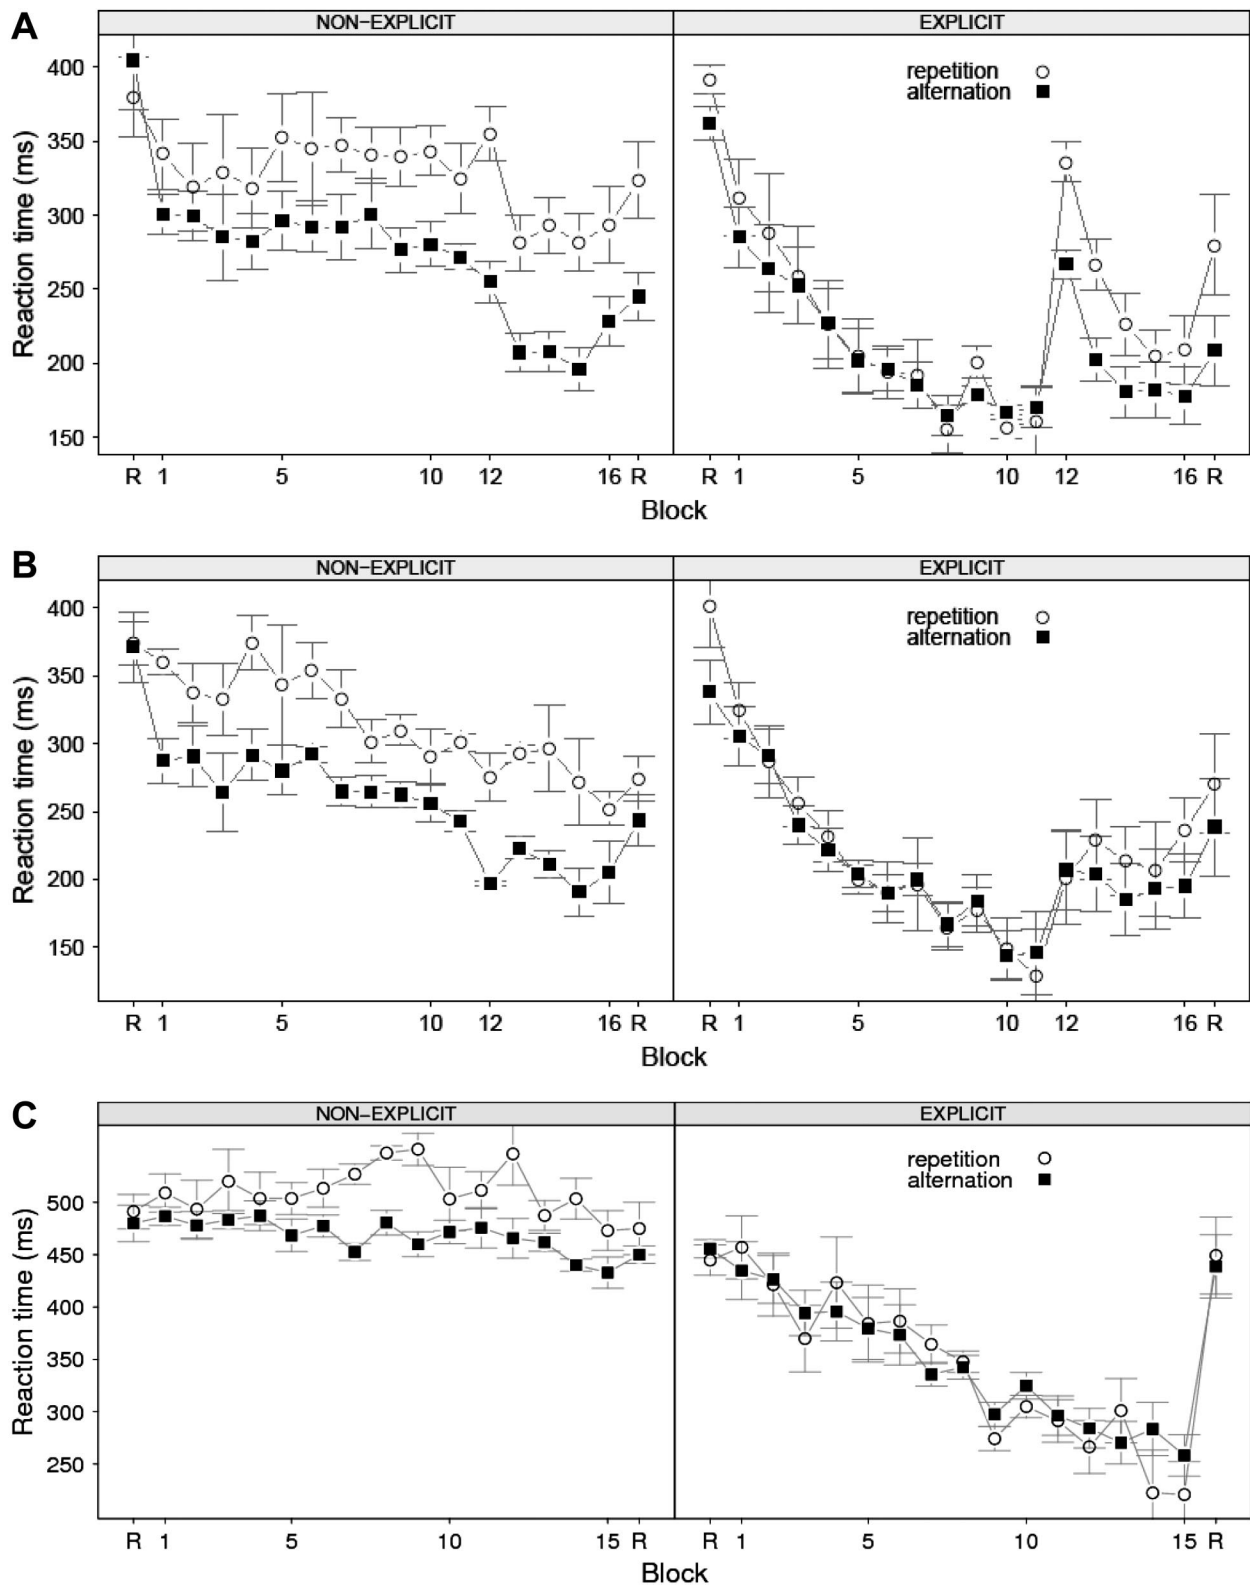 A
NON−EXPLICIT EXPLICIT
repetition
alternation
400
350
300
250
200
150
Reaction time (ms)
R 1 5 10 12 16 R R 1 5 10 12 16 R
Block
B
NON−EXPLICIT EXPLICIT
repetition
alternation
400
350
300
250
200
150
Reaction time (ms)
R 1 5 10 12 16 R R 1 5 10 12 16 R
Block
C
NON−EXPLICIT EXPLICIT
repetition
alternation
500
450
400
350
300
250
Reaction time (ms)
R 1 5 10 15 R R 1 5 10 15 R
Block